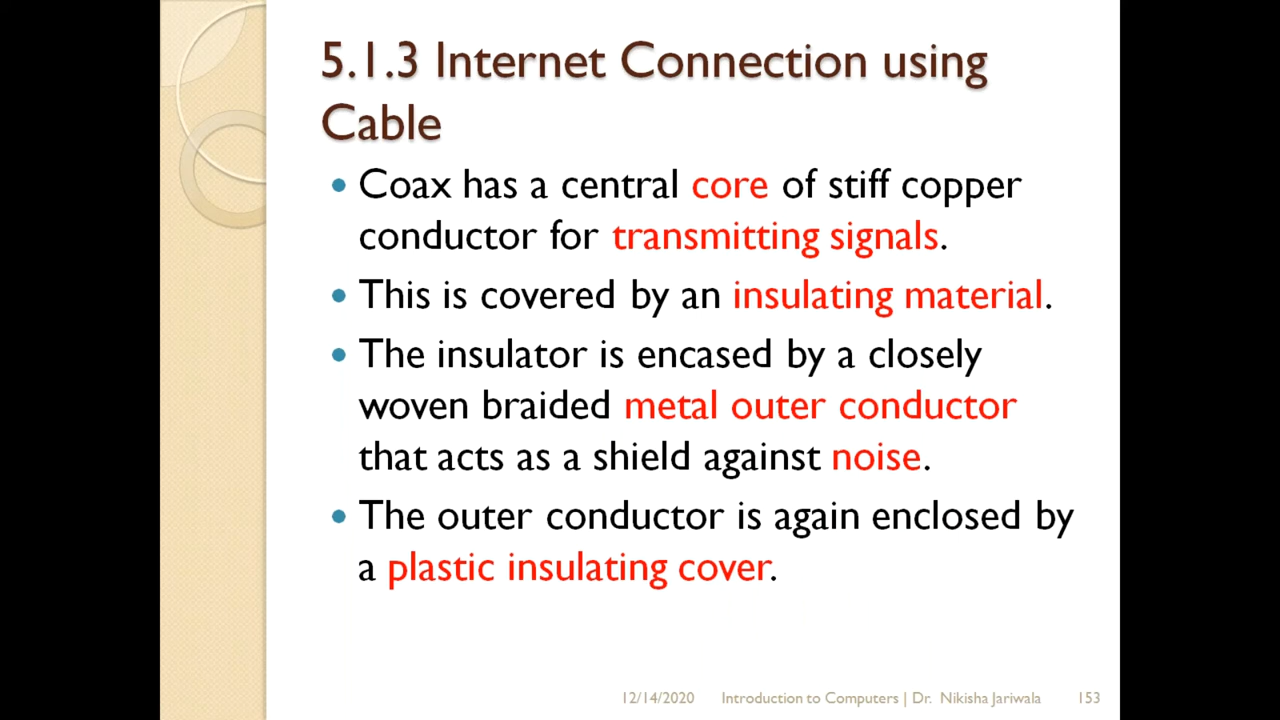 5.1.3 Internet Connection using
Cable
• Coax has a central core of stiff copper
conductor for transmitting signals.
• This is covered by an insulating material.
• The insulator is encased by a closely
woven braided metal outer conductor
that acts as a shield against noise.
• The outer conductor is again enclosed by
a plastic insulating cover.
12/14/2020 Introduction to Computers | Dr. Nikisha Jariwala 153